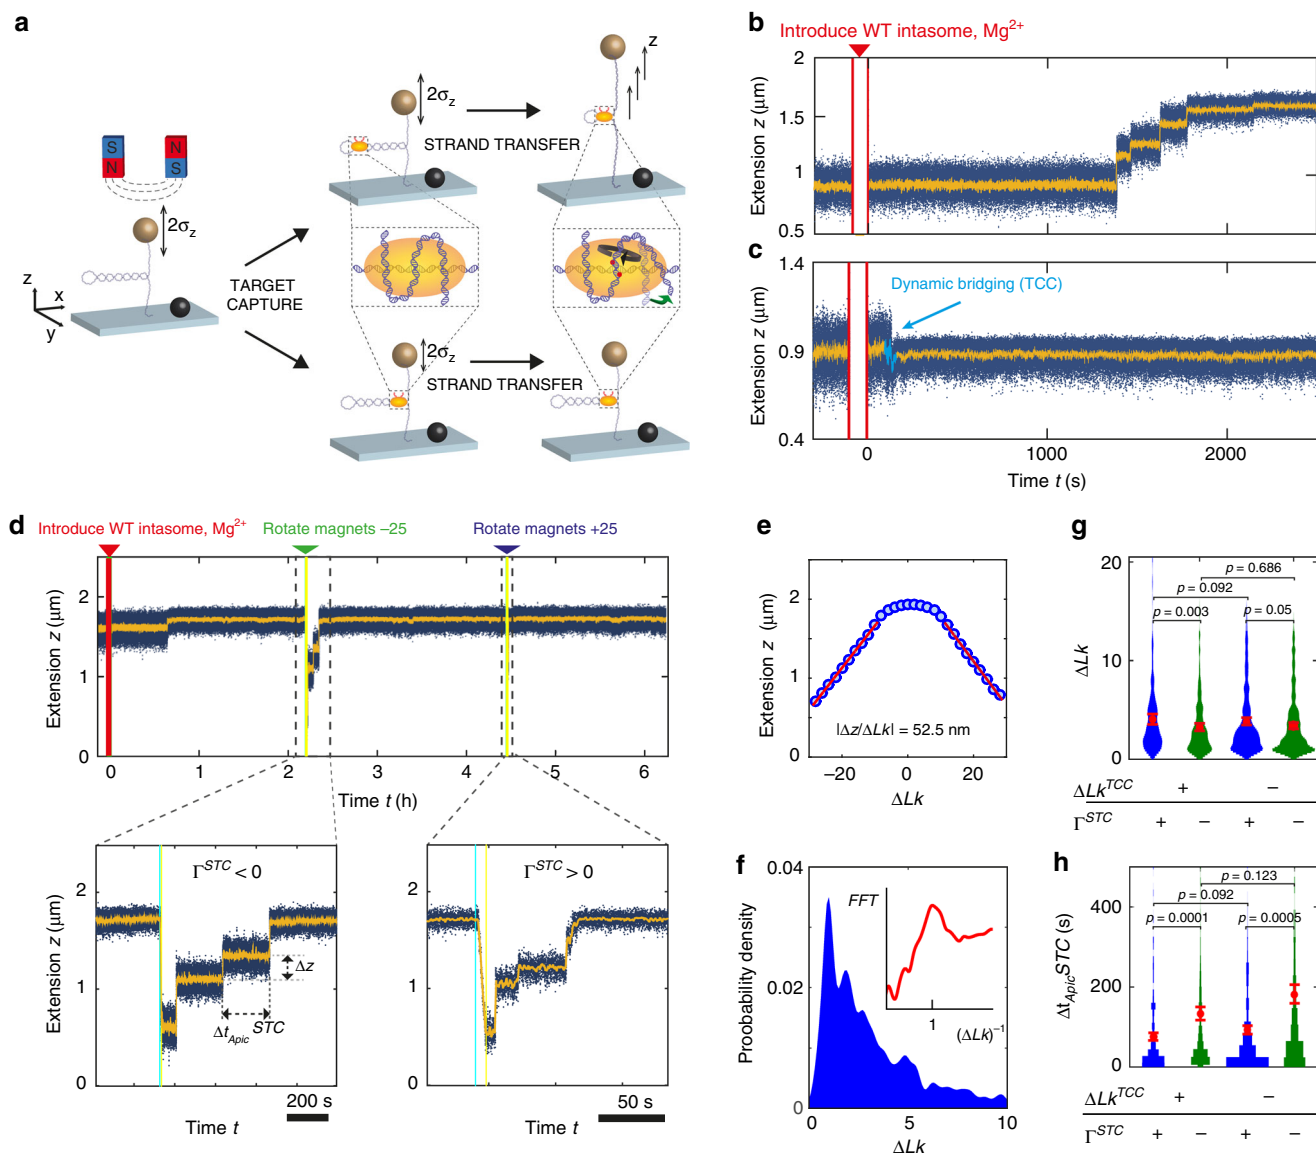 a
S
N
N
S
2σz
z
x
y
TARGET
CAPTURE
2σz
STRAND TRANSFER
z
2σz
STRAND TRANSFER
b
Introduce WT intasome, Mg2+
Extension z (μm)
2
1.5
1
0.5
c
Dynamic bridging (TCC)
Extension z (μm)
1.4
0.9
0.4
0
1000
2000
Time t (s)
d
Introduce WT intasome, Mg2+
Rotate magnets –25
Rotate magnets +25
Extension z (μm)
2
1
0
0
1
2
3
4
5
6
Time t (h)
Extension z (μm)
2
1
0
ΓSTC < 0
Δz
ΔtApicSTC
200 s
Time t
2
1
0
ΓSTC > 0
50 s
Time t
e
Extension z (μm)
2
1
0
|Δz/ΔLk| = 52.5 nm
–20
0
20
ΔLk
f
Proobability density
0.04
0.02
0
FFT
1
(ΔLk)–1
0
5
10
ΔLk
g
ΔLk
20
10
0
p = 0.686
p = 0.092
p = 0.003
p = 0.05
ΔLkTCC
+
–
ΓSTC
+
–
+
–
h
ΔtApicSTC (s)
400
200
0
p = 0.123
p = 0.092
p = 0.0001
p = 0.0005
ΔLkTCC
+
–
ΓSTC
+
–
+
–